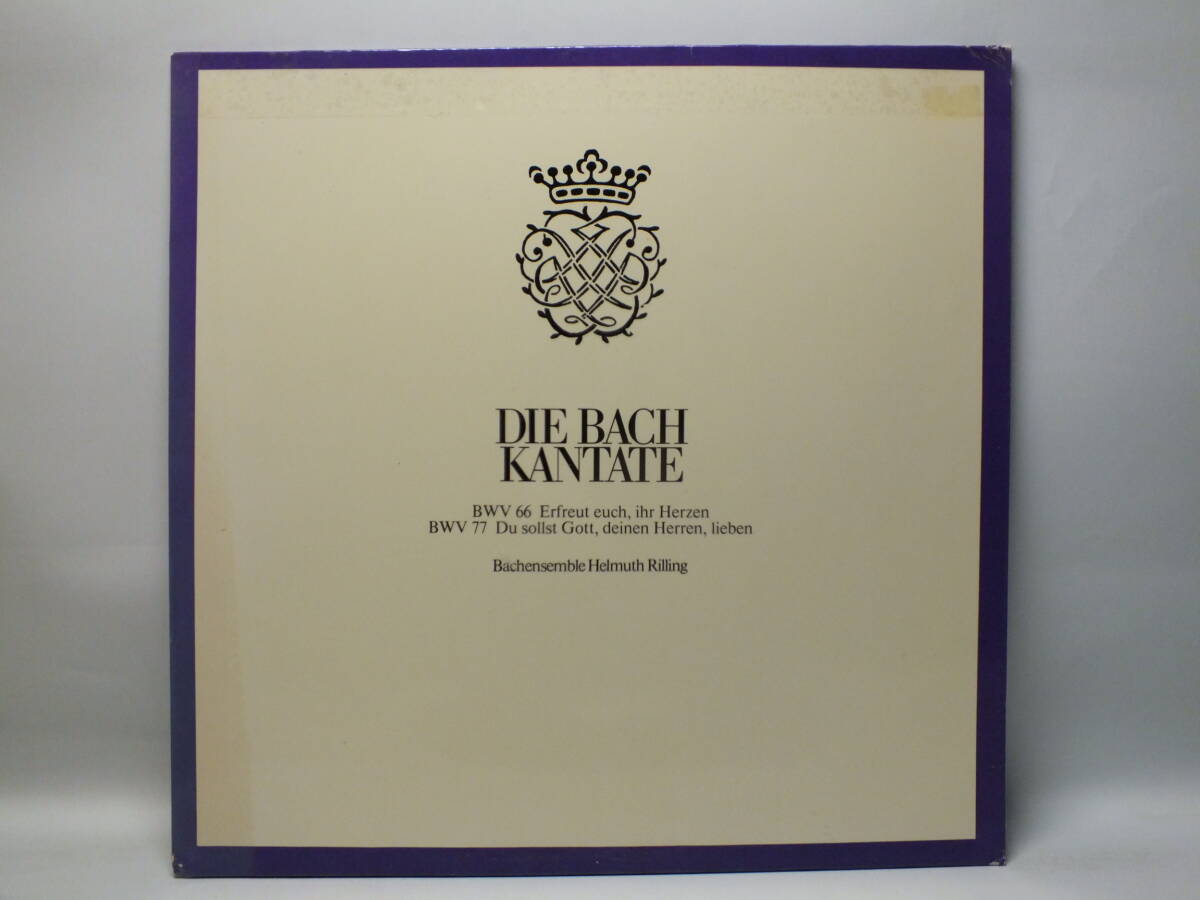 DIE BACH
KANTATE
BWV 66 Erfreut euch, ihr Herzen
BWV 77 Du sollst Gott, deinen Herren, lieben
Bachensemble Helmuth Rilling